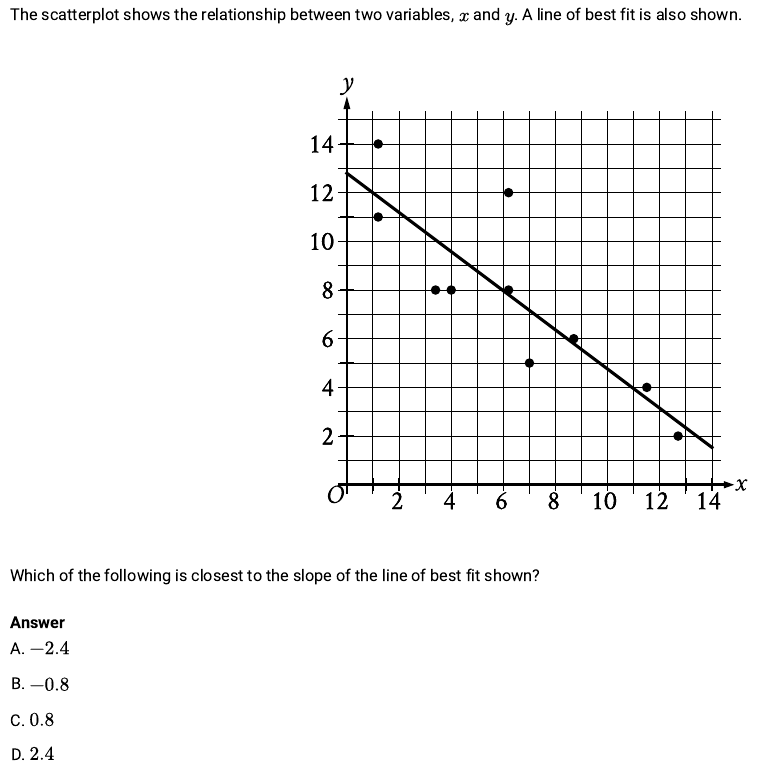 The scatterplot shows the relationship between two variables, x and y. A line of best fit is also shown.
y
14
12
10
8
6
4
2
O
2 4 6 8 10 12 14
x
Which of the following is closest to the slope of the line of best fit shown?
Answer
A. −2.4
B. −0.8
C. 0.8
D. 2.4